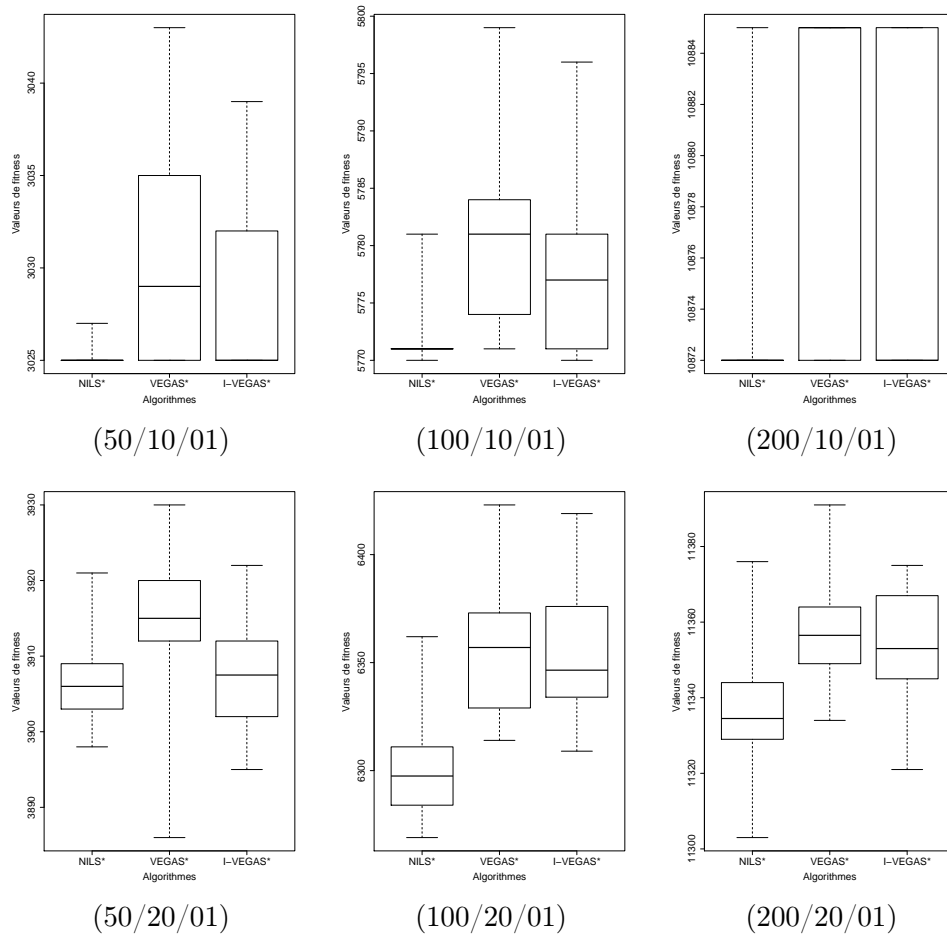 3025 3030 3035 3040
Valeurs de fitness
NILS* VEGAS* I−VEGAS*
Algorithmes
(50/10/01)
5770 5775 5780 5785 5790 5795 5800
Valeurs de fitness
NILS* VEGAS* I−VEGAS*
Algorithmes
(100/10/01)
10872 10874 10876 10878 10880 10882 10884
Valeurs de fitness
NILS* VEGAS* I−VEGAS*
Algorithmes
(200/10/01)
3890 3900 3910 3920 3930
Valeurs de fitness
NILS* VEGAS* I−VEGAS*
Algorithmes
(50/20/01)
6300 6350 6400
Valeurs de fitness
NILS* VEGAS* I−VEGAS*
Algorithmes
(100/20/01)
11300 11320 11340 11360 11380
Valeurs de fitness
NILS* VEGAS* I−VEGAS*
Algorithmes
(200/20/01)